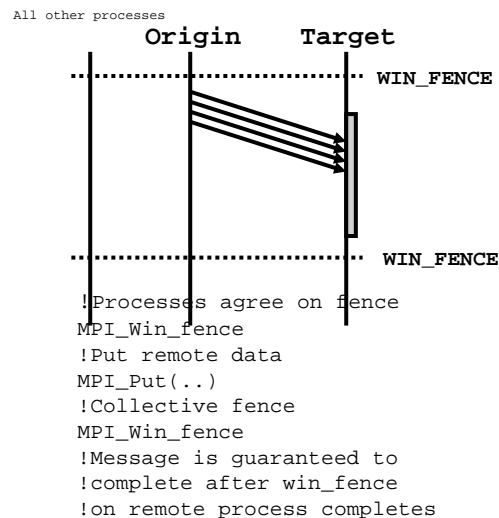 All other processes
Origin Target
WIN_FENCE
WIN_FENCE
!Processes agree on fence
MPI_Win_fence
!Put remote data
MPI_Put(..)
!Collective fence
MPI_Win_fence
!Message is guaranteed to
!complete after win_fence
!on remote process completes